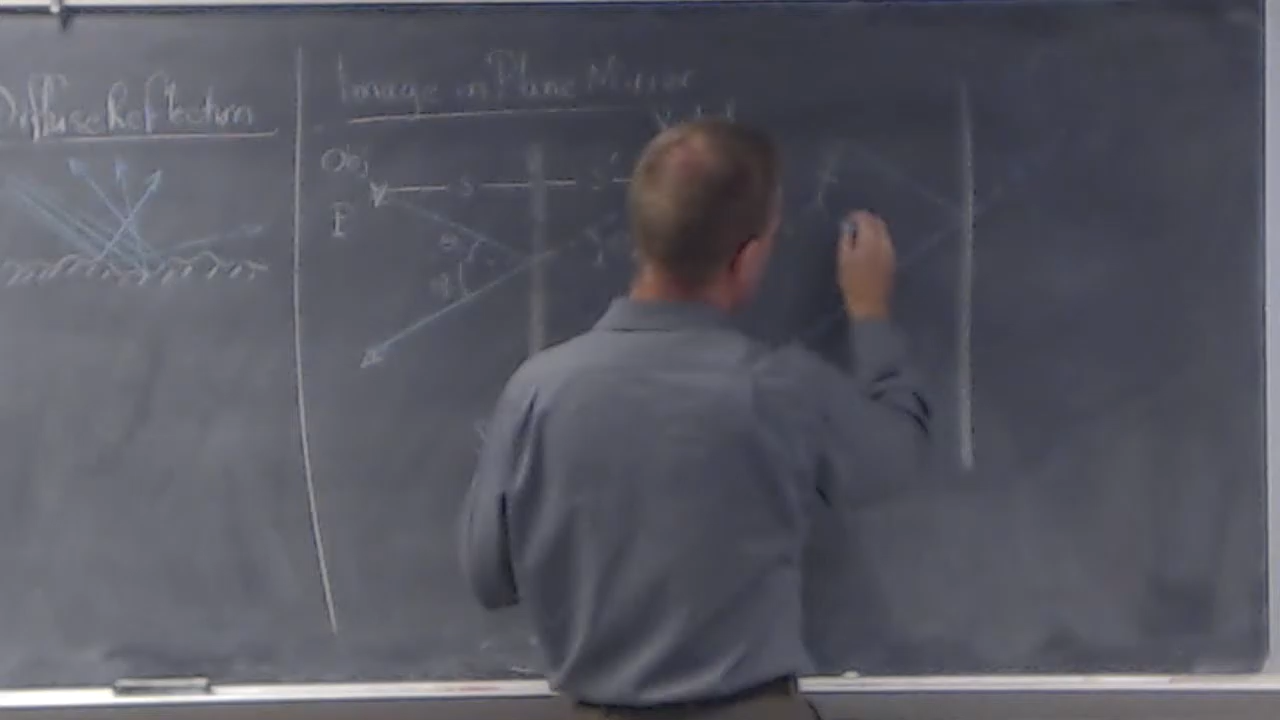 Diffuse Reflection
Image in Plane Mirror
Obj
P
s
s'
θ
θ